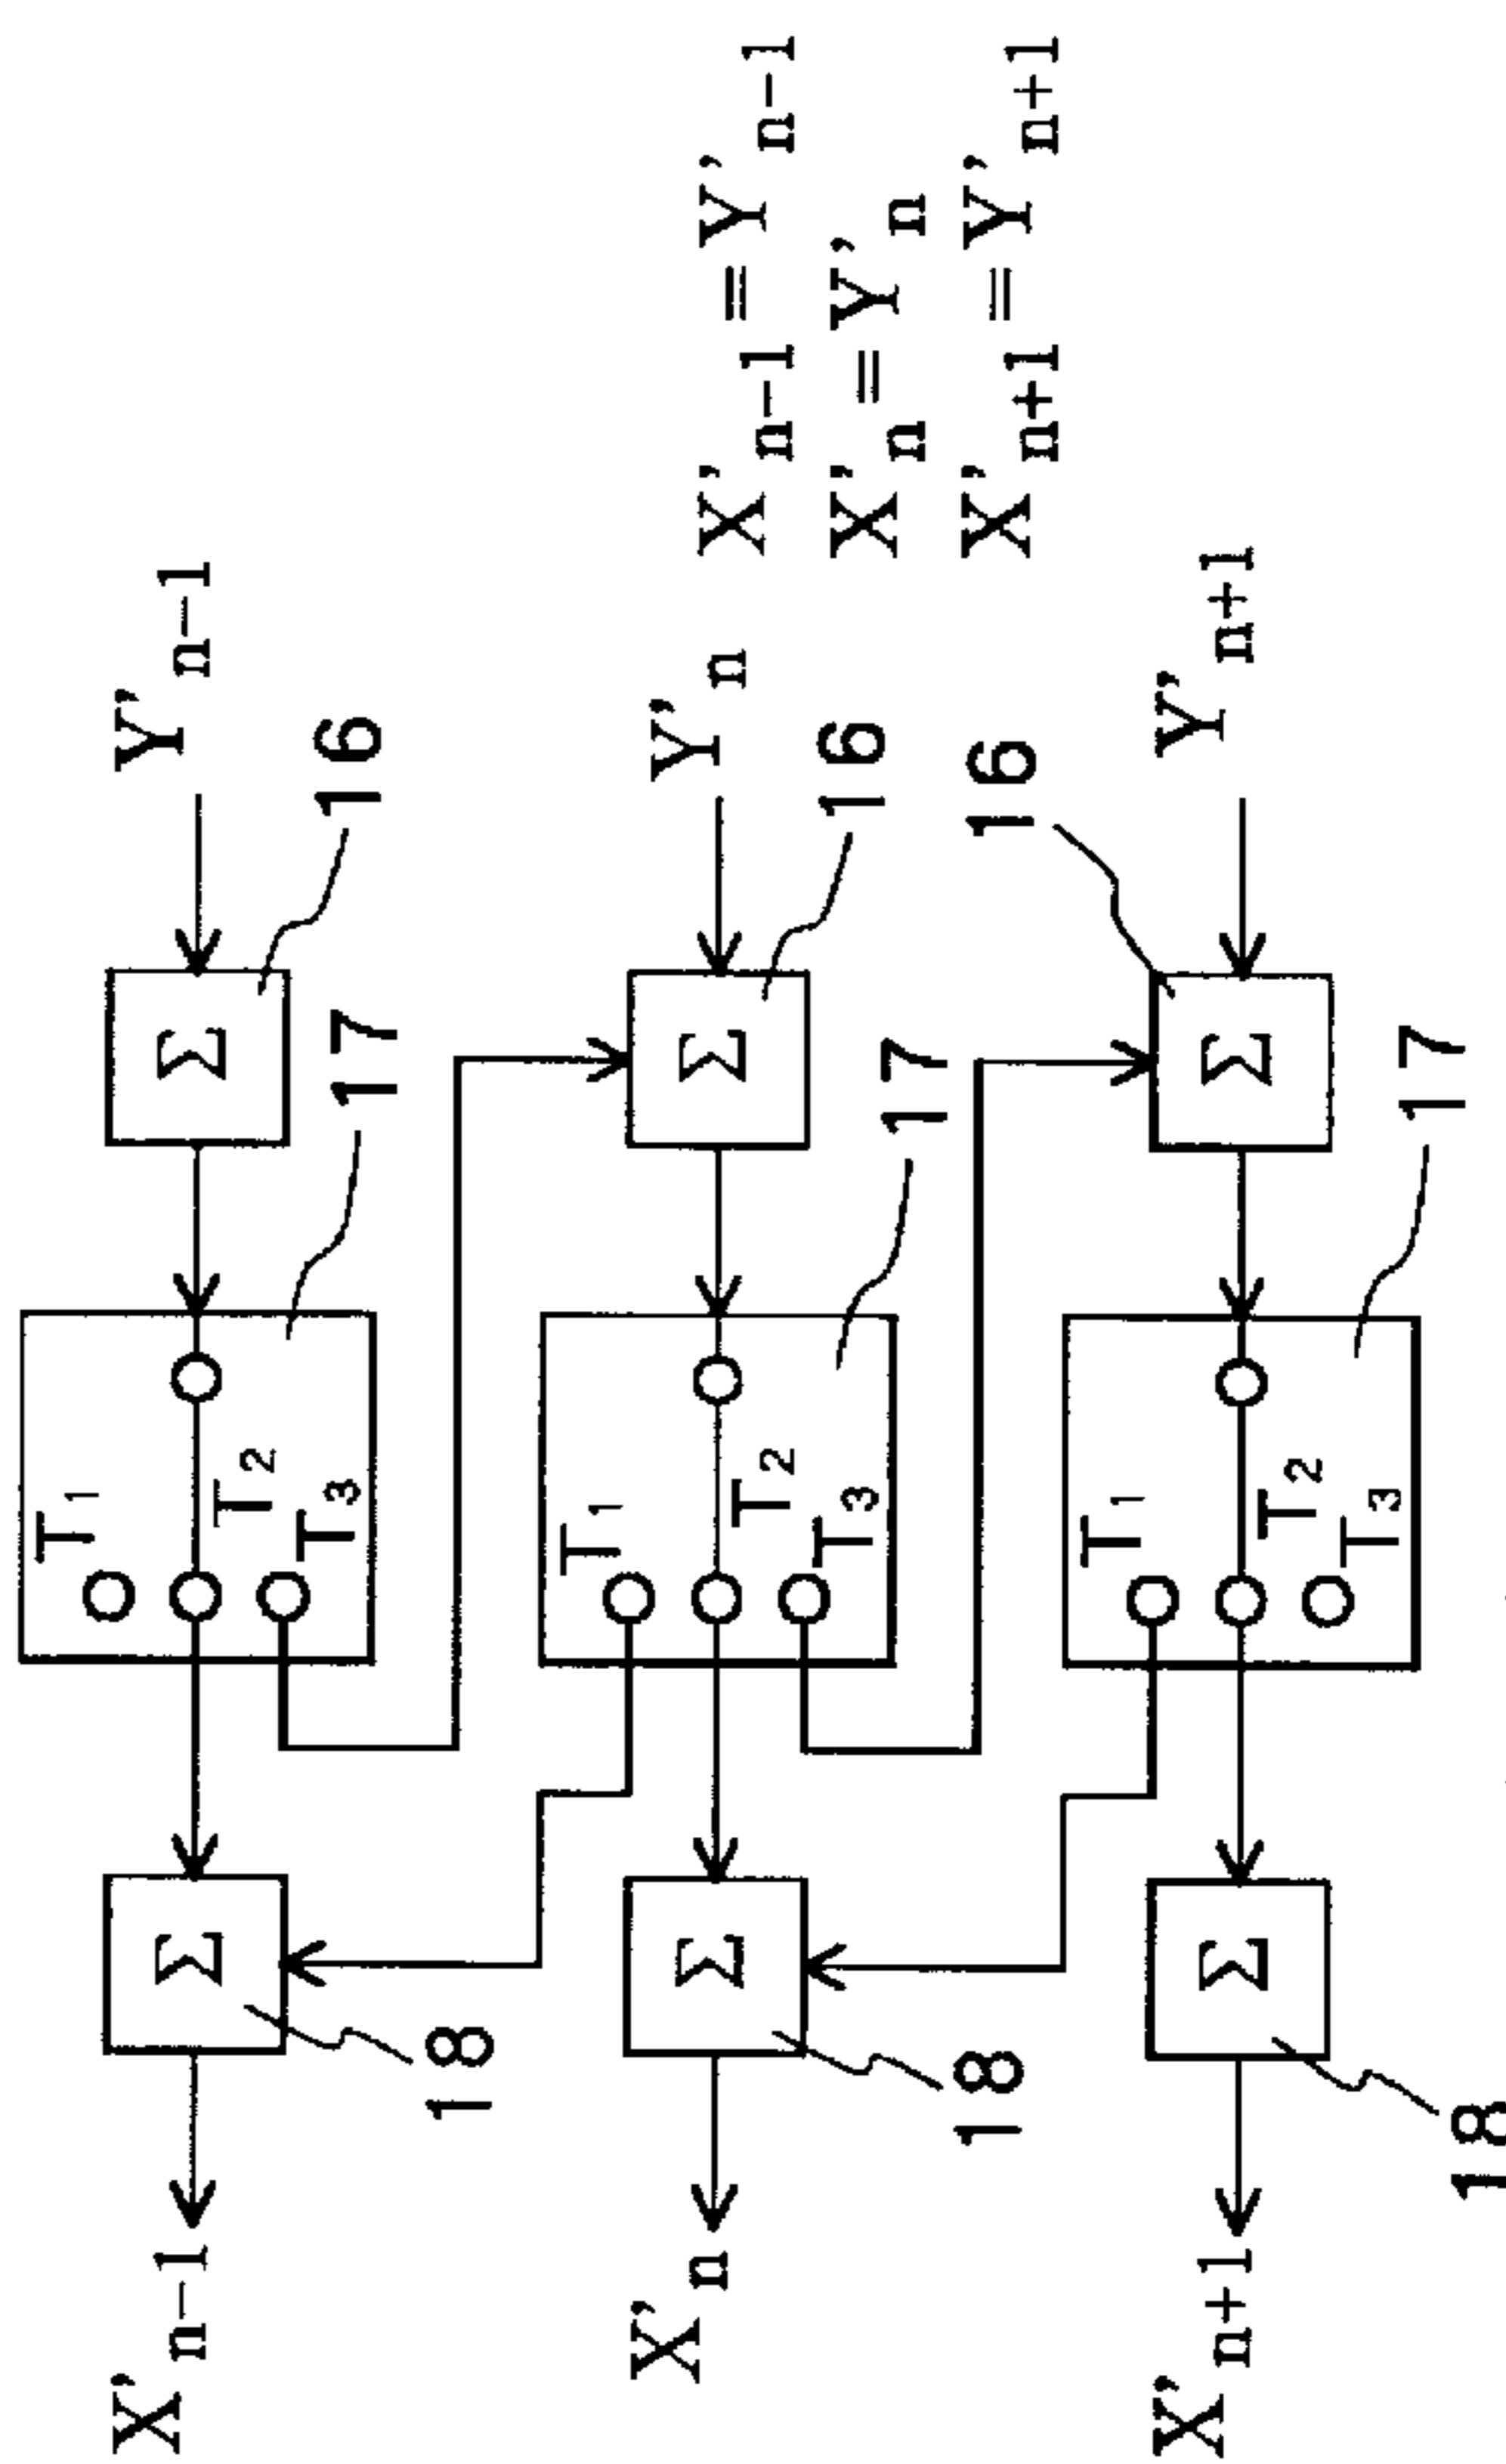 X'n-1
Σ
18
T1
T2
T3
17
Σ
16
Y'n-1
X'n
Σ
18
T1
T2
T3
17
Σ
16
Y'n
X'n+1
Σ
18
T1
T2
T3
17
Σ
16
Y'n+1
X'n-1=Y'n-1
X'n=Y'n
X'n+1=Y'n+1